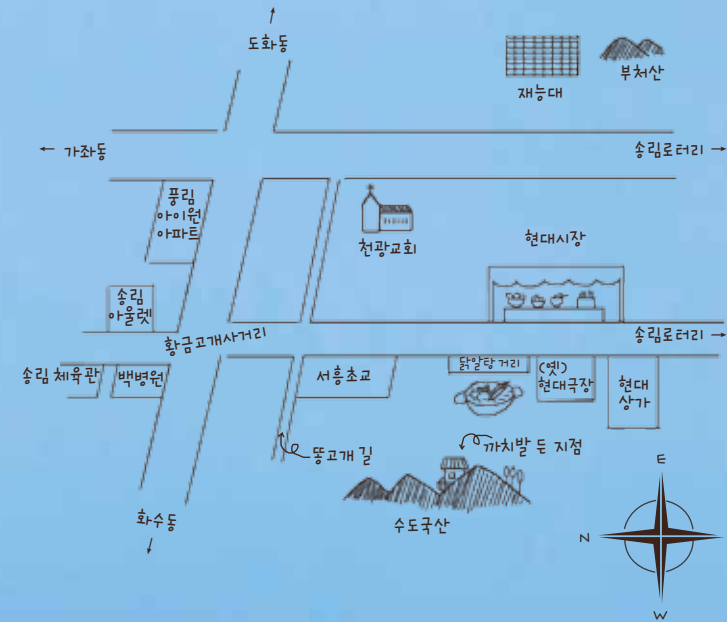 도화동
재능대
부처산
← 가좌동
송림로터리 →
풍림
아이원
아파트
천광교회
현대시장
송림
아울렛
황금고개사거리
송림로터리 →
송림 체육관
백병원
서흥초교
닭알탕 거리
(옛)
현대극장
현대
상가
똥고개 길
까치발 든 지점
수도국산
화수동
E
N
W